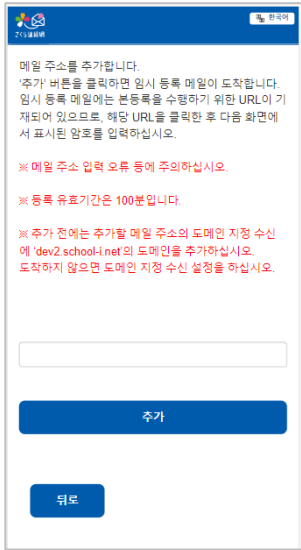 さくら連絡網
한국어
메일 주소를 추가합니다.
'추가' 버튼을 클릭하면 임시 등록 메일이 도착합니다.
임시 등록 메일에는 본등록을 수행하기 위한 URL이 기
재되어 있으므로, 해당 URL을 클릭한 후 다음 화면에
서 표시된 암호를 입력하십시오.
※ 메일 주소 입력 오류 등에 주의하십시오.
※ 등록 유효기간은 100분입니다.
※ 추가 전에는 추가할 메일 주소의 도메인 지정 수신
에 'dev2.school-i.net'의 도메인을 추가하십시오.
도착하지 않으면 도메인 지정 수신 설정을 하십시오.
추가
뒤로